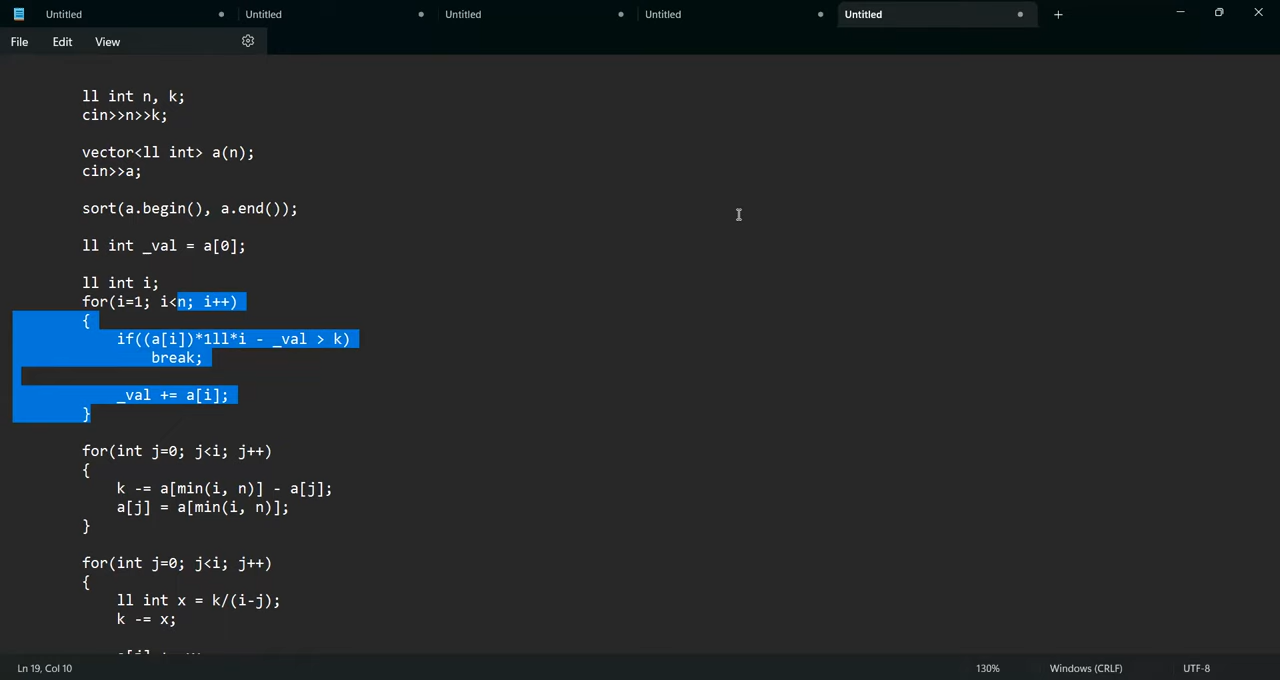 Untitled Untitled Untitled Untitled Untitled
File Edit View
ll int n, k;
cin>>n>>k;
vector<ll int> a(n);
cin>>a;
sort(a.begin(), a.end());
ll int _val = a[0];
ll int i;
for(i=1; i<n; i++)
{
if((a[i])*1ll*i - _val > k)
break;
_val += a[i];
}
for(int j=0; j<i; j++)
{
k -= a[min(i, n)] - a[j];
a[j] = a[min(i, n)];
}
for(int j=0; j<i; j++)
{
ll int x = k/(i-j);
k -= x;
Ln 19, Col 10 130% Windows (CRLF) UTF-8